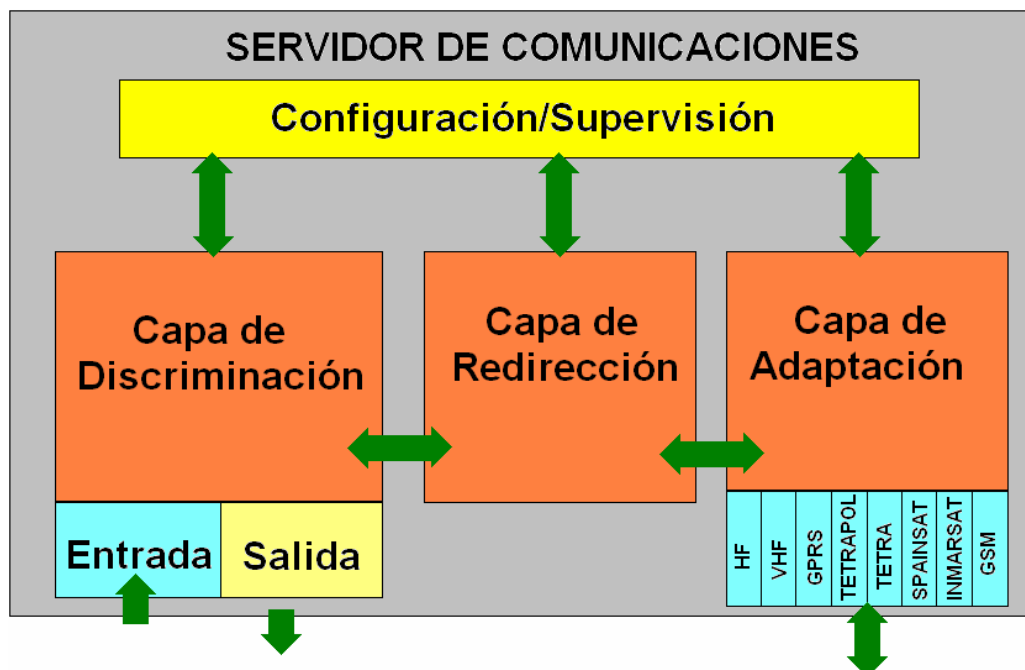 SERVIDOR DE COMUNICACIONES
Configuración/Supervisión
Capa de
Discriminación
Capa de
Redirección
Capa de
Adaptación
Entrada
Salida
HF
VHF
GPRS
TETRAPOL
TETRA
SPAINSAT
INMARSAT
GSM